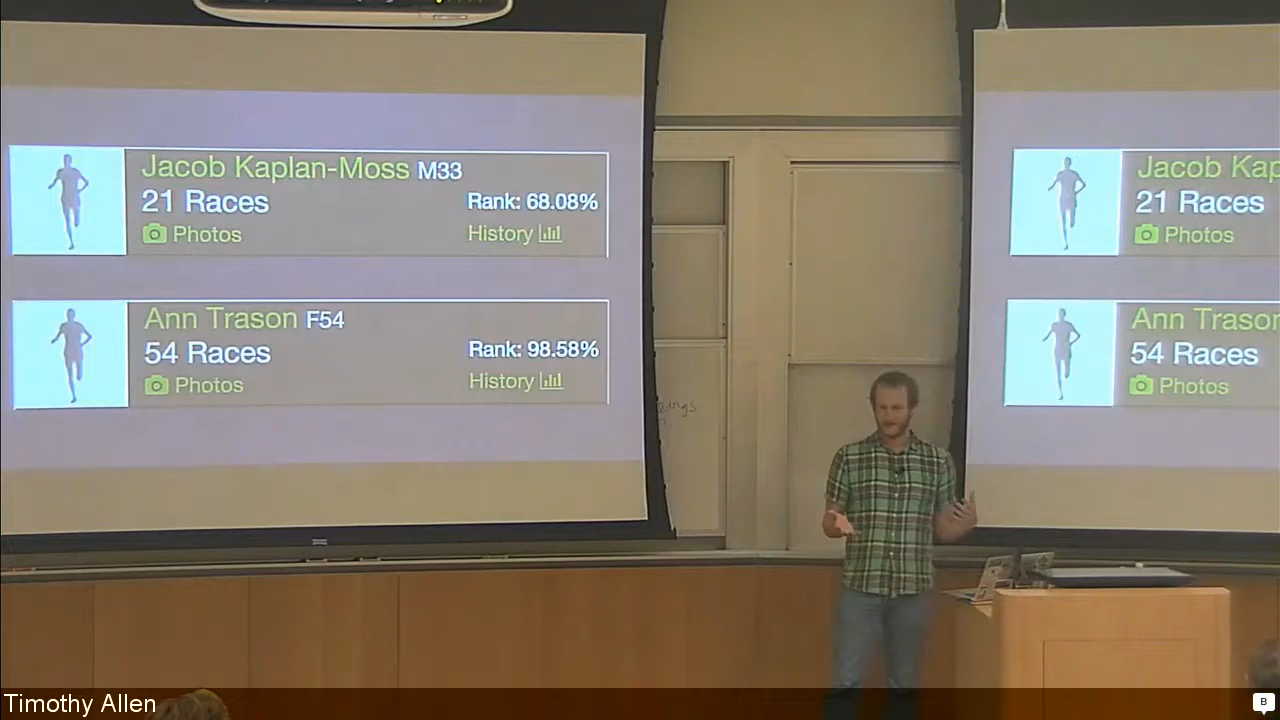 Jacob Kaplan-Moss M33
21 Races
Rank: 68.08%
Photos
History
Ann Trason F54
54 Races
Rank: 98.58%
Photos
History
Jacob Kap
21 Races
Photos
Ann Trason
54 Races
Photos
Timothy Allen
B